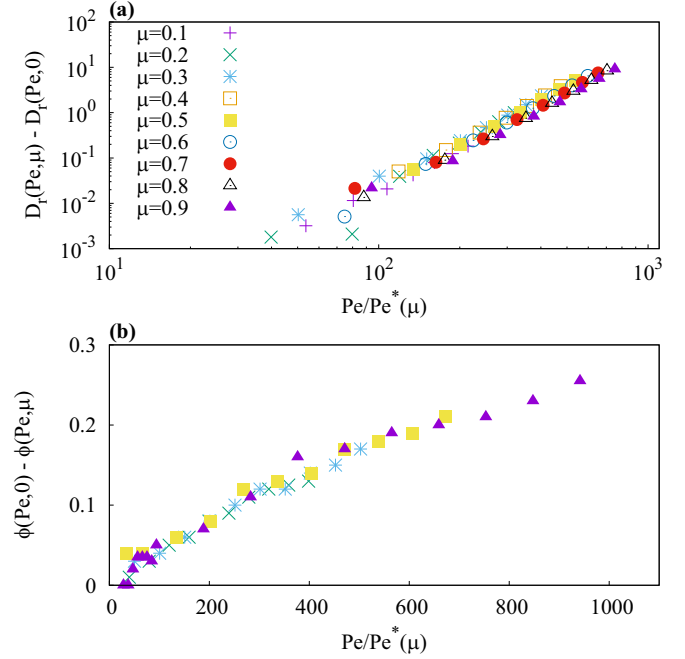 (a)
D_r(Pe,μ) - D_r(Pe,0)
10^2
10^1
10^0
10^-1
10^-2
10^-3
μ=0.1
μ=0.2
μ=0.3
μ=0.4
μ=0.5
μ=0.6
μ=0.7
μ=0.8
μ=0.9
10^1 10^2 10^3
Pe/Pe^*(μ)
(b)
ϕ(Pe,0) - ϕ(Pe,μ)
0.3
0.2
0.1
0
0 200 400 600 800 1000
Pe/Pe^*(μ)